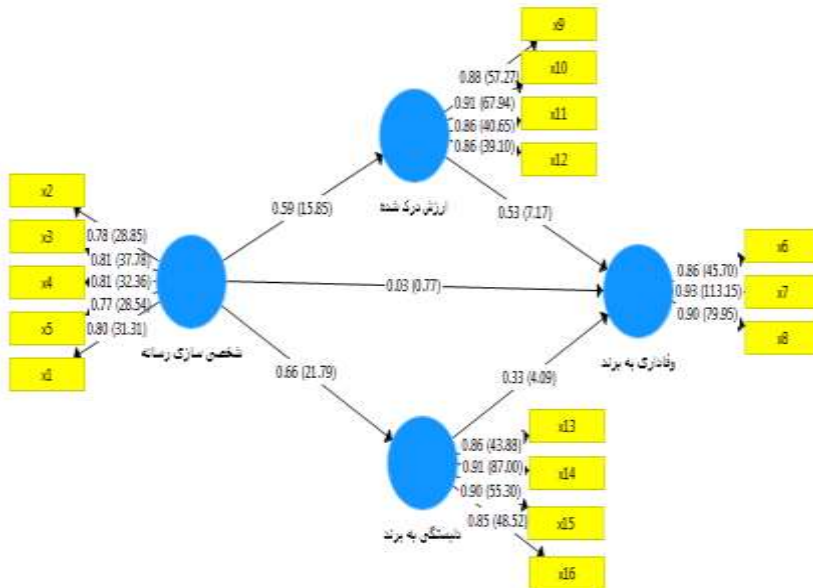 x9
x10
0.88 (57.27)
0.91 (67.94)
x11
0.86 (40.65)
0.86 (39.10)
x12
ارزش درک شده
x2
0.78 (28.85)
x3
0.81 (37.78)
x4
0.81 (32.36)
x5
0.77 (28.54)
0.80 (31.31)
x1
شخصی سازی رسانه
0.59 (15.85)
0.53 (7.17)
0.03 (0.77)
0.66 (21.79)
0.33 (4.09)
x6
0.86 (45.70)
x7
0.93 (113.15)
0.90 (79.95)
x8
وفاداری به برند
x13
0.86 (43.88)
x14
0.91 (87.00)
0.90 (55.30)
x15
0.85 (48.52)
x16
دلبستگی به برند